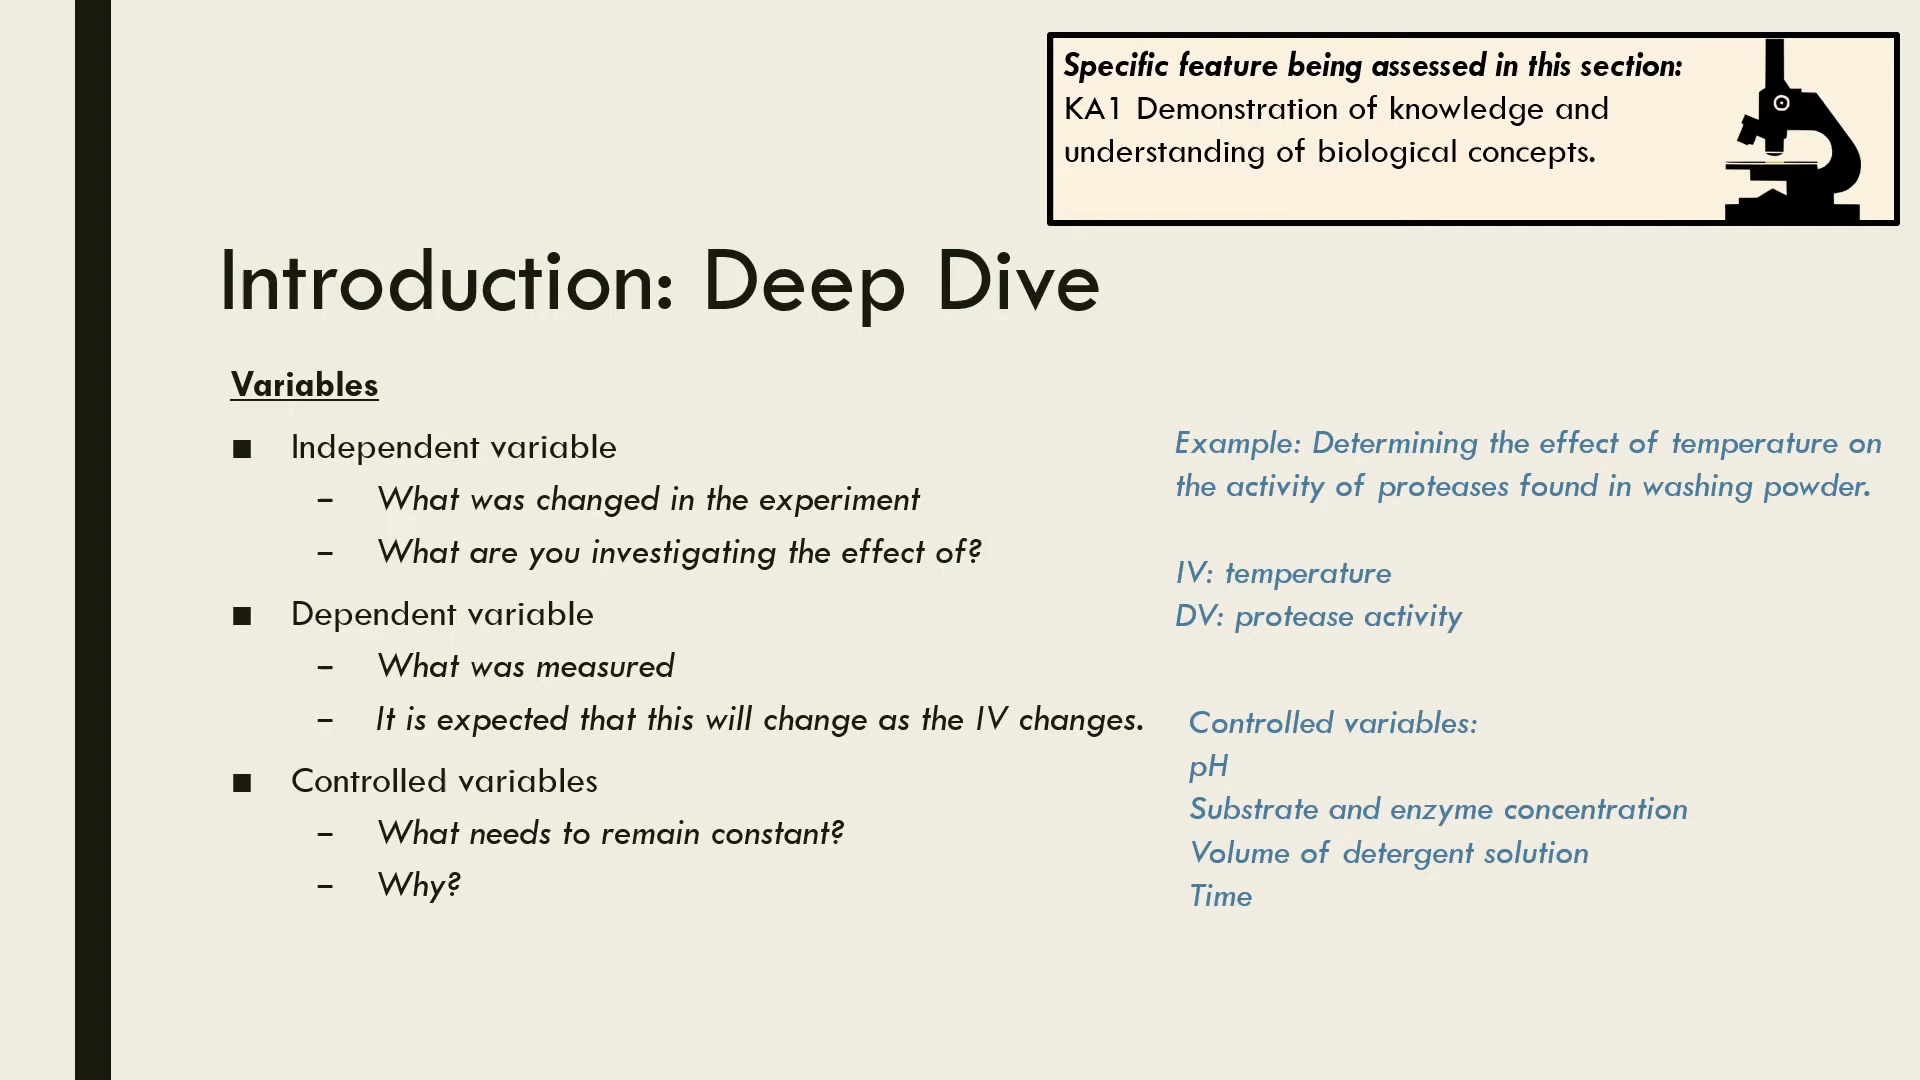 Specific feature being assessed in this section:
KA1 Demonstration of knowledge and
understanding of biological concepts.
Introduction: Deep Dive
Variables
■ Independent variable
– What was changed in the experiment
– What are you investigating the effect of?
■ Dependent variable
– What was measured
– It is expected that this will change as the IV changes.
■ Controlled variables
– What needs to remain constant?
– Why?
Example: Determining the effect of temperature on
the activity of proteases found in washing powder.
IV: temperature
DV: protease activity
Controlled variables:
pH
Substrate and enzyme concentration
Volume of detergent solution
Time